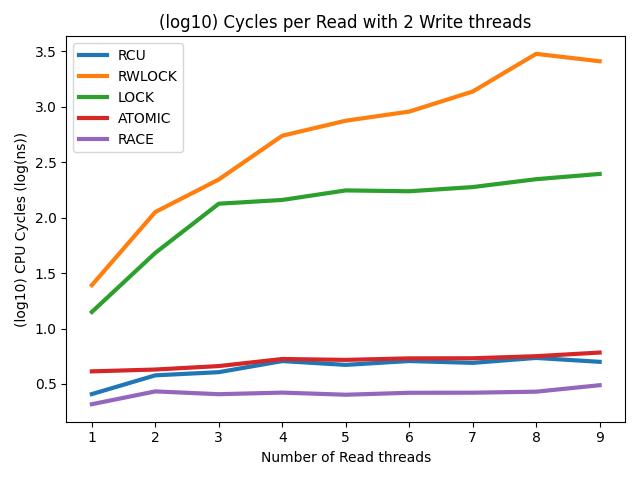 (log10) Cycles per Read with 2 Write threads
3.5
3.0
2.5
2.0
1.5
1.0
0.5
(log10) CPU Cycles (log(ns))
RCU
RWLOCK
LOCK
ATOMIC
RACE
1 2 3 4 5 6 7 8 9
Number of Read threads